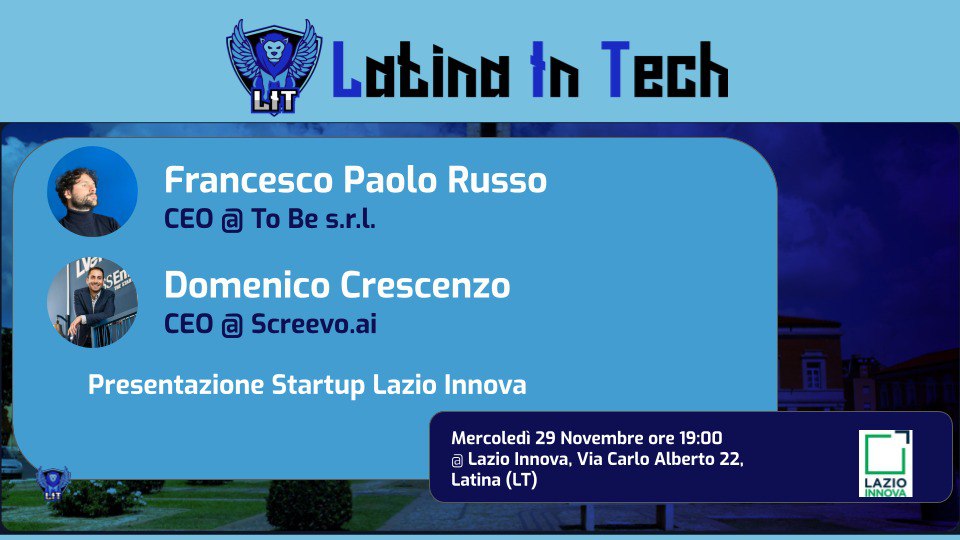 LIT
Latina In Tech
Francesco Paolo Russo
CEO @ To Be s.r.l.
Domenico Crescenzo
CEO @ Screevo.ai
Presentazione Startup Lazio Innova
Mercoledì 29 Novembre ore 19:00
@ Lazio Innova, Via Carlo Alberto 22,
Latina (LT)
LAZIO
INNOVA
LIT